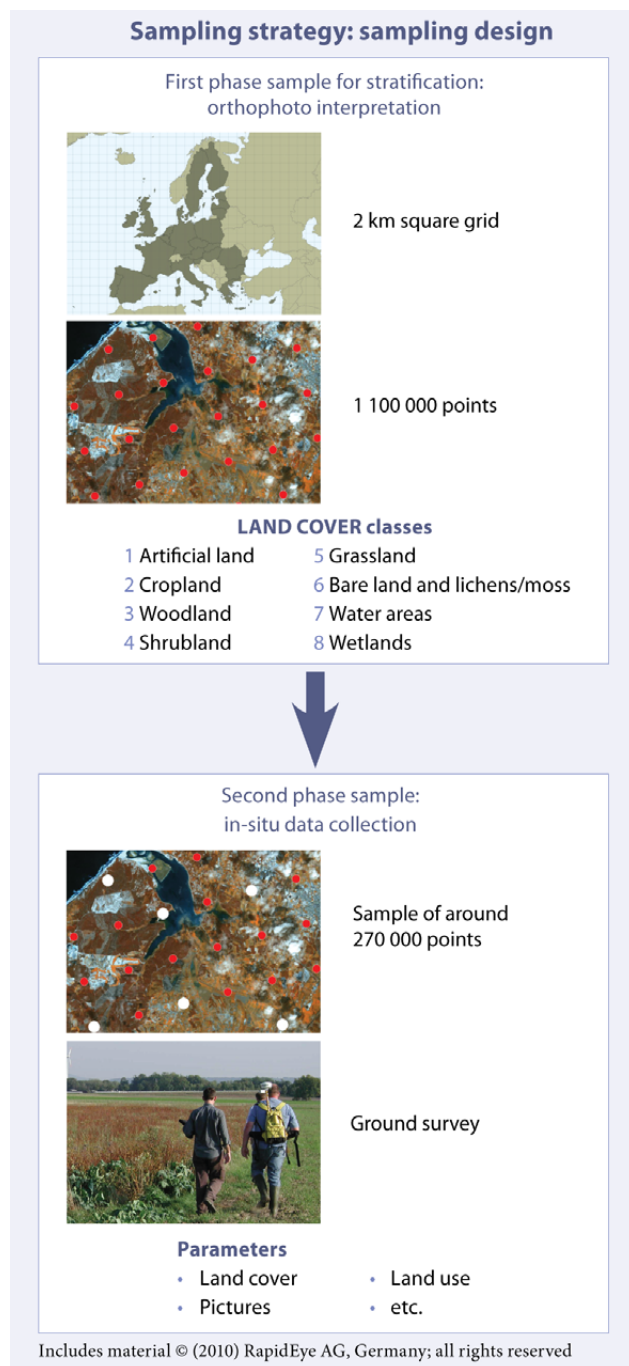 Sampling strategy: sampling design
First phase sample for stratification:
orthophoto interpretation
2 km square grid
1 100 000 points
LAND COVER classes
1 Artificial land
2 Cropland
3 Woodland
4 Shrubland
5 Grassland
6 Bare land and lichens/moss
7 Water areas
8 Wetlands
Second phase sample:
in-situ data collection
Sample of around
270 000 points
Ground survey
Parameters
• Land cover
• Pictures
• Land use
• etc.
Includes material © (2010) RapidEye AG, Germany; all rights reserved